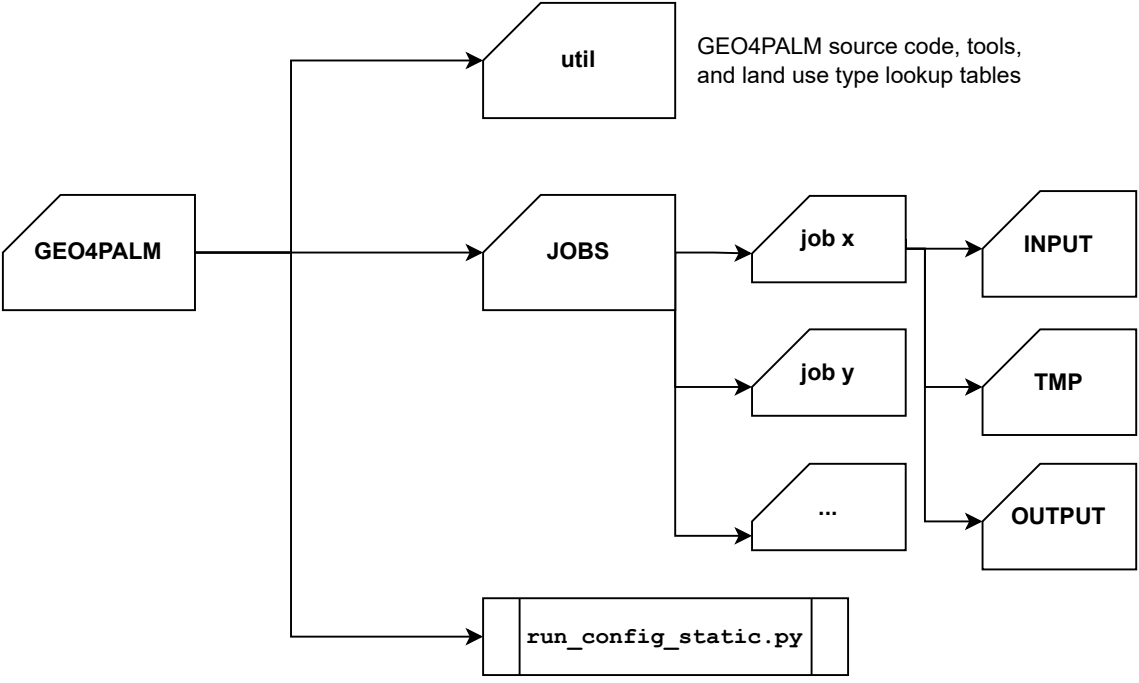 util
GEO4PALM source code, tools,
and land use type lookup tables
GEO4PALM
JOBS
job x
INPUT
job y
TMP
...
OUTPUT
run_config_static.py